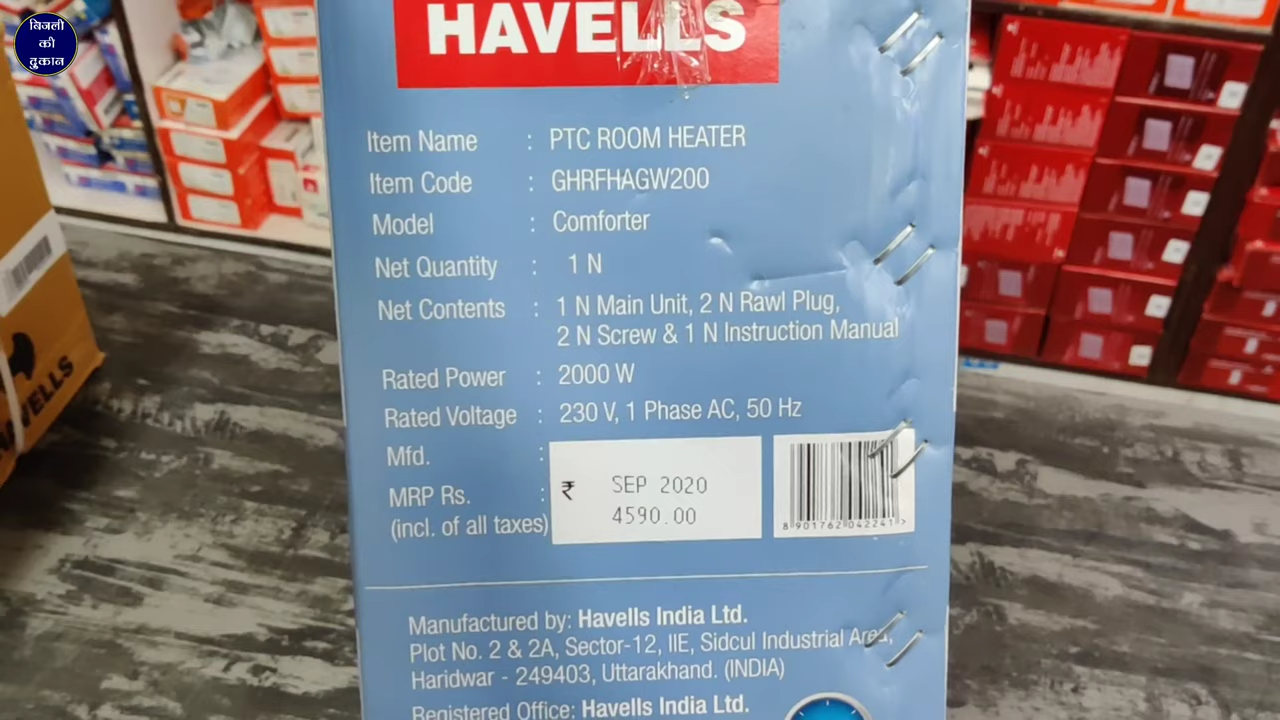 बिजली
की
दुकान
HAVELLS
Item Name : PTC ROOM HEATER
Item Code : GHRFHAGW200
Model : Comforter
Net Quantity : 1 N
Net Contents : 1 N Main Unit, 2 N Rawl Plug,
2 N Screw & 1 N Instruction Manual
Rated Power : 2000 W
Rated Voltage : 230 V, 1 Phase AC, 50 Hz
Mfd. : SEP 2020
MRP Rs. : ₹ 4590.00
(incl. of all taxes)
8 901762 042241 >
Manufactured by: Havells India Ltd.
Plot No. 2 & 2A, Sector-12, IIE, Sidcul Industrial Area,
Haridwar - 249403, Uttarakhand. (INDIA)
Registered Office: Havells India Ltd.